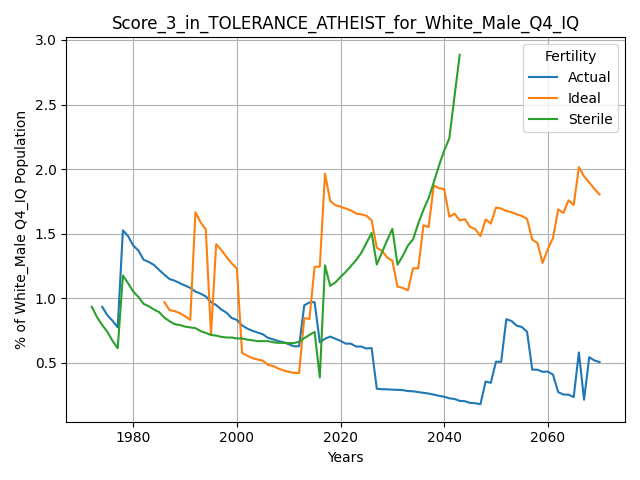 Score_3_in_TOLERANCE_ATHEIST_for_White_Male_Q4_IQ
% of White_Male Q4_IQ Population
3.0
2.5
2.0
1.5
1.0
0.5
Fertility
Actual
Ideal
Sterile
1980
2000
2020
2040
2060
Years